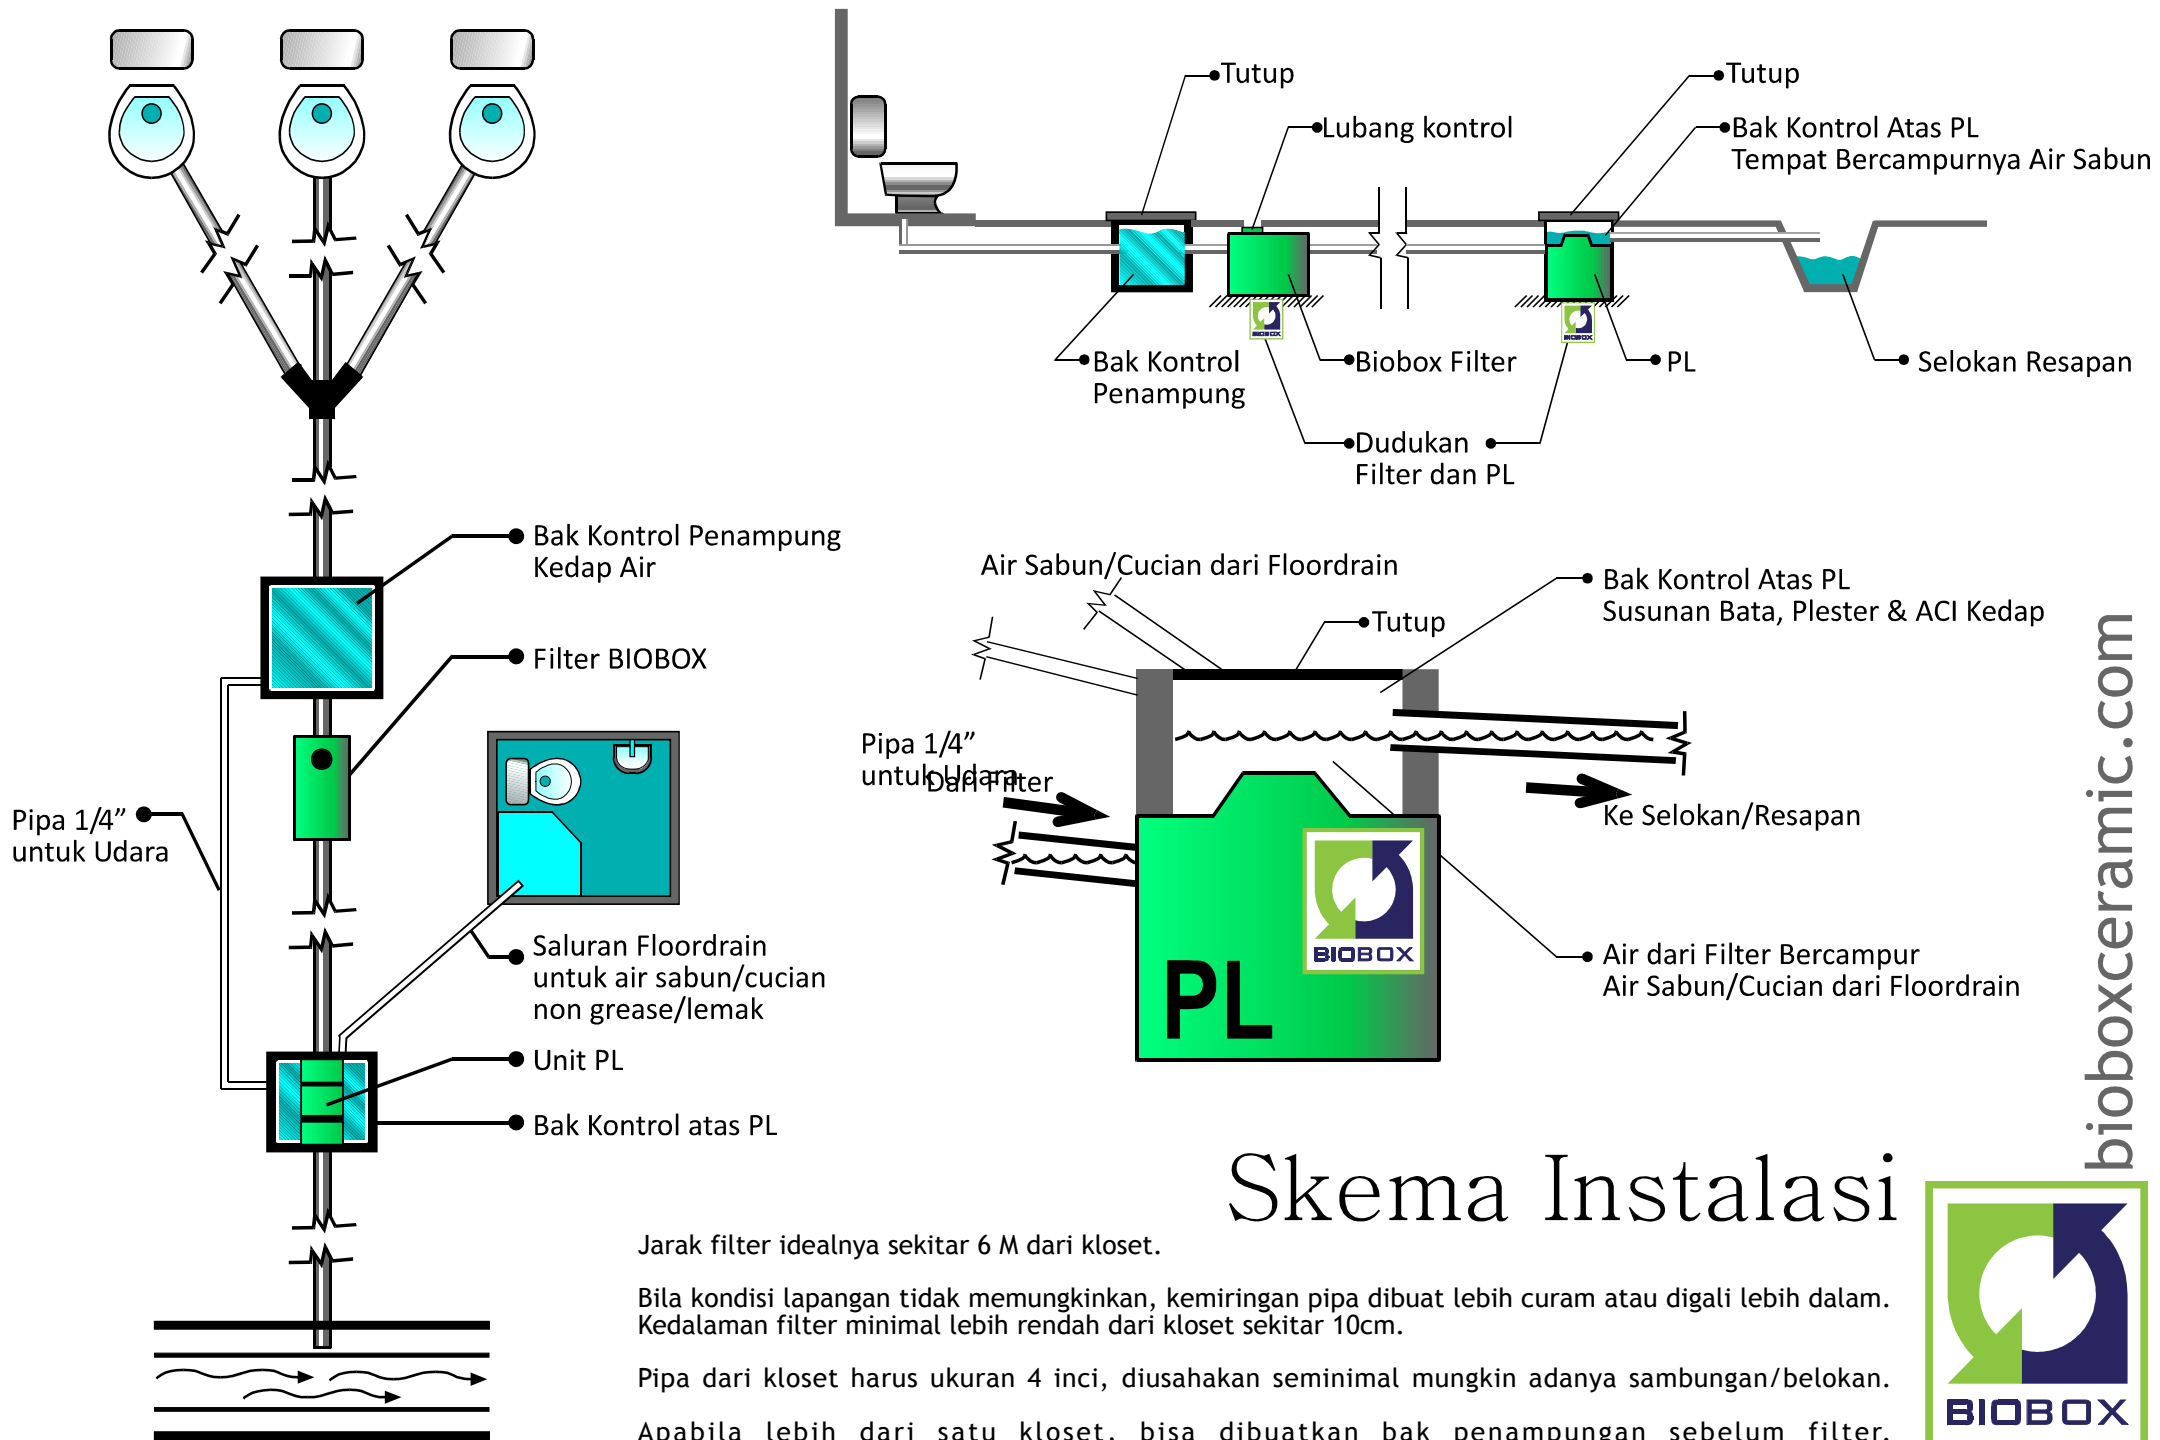 Tutup
Lubang kontrol
Tutup
Bak Kontrol Atas PL
Tempat Bercampurnya Air Sabun
BIOBOX
BIOBOX
Bak Kontrol
Penampung
Biobox Filter
PL
Selokan Resapan
Dudukan
Filter dan PL
Bak Kontrol Penampung
Kedap Air
Filter BIOBOX
Pipa 1/4”
untuk Udara
Saluran Floordrain
untuk air sabun/cucian
non grease/lemak
Unit PL
Bak Kontrol atas PL
Air Sabun/Cucian dari Floordrain
Tutup
Bak Kontrol Atas PL
Susunan Bata, Plester & ACI Kedap
Pipa 1/4”
untuk Udara
Dari Filter
Ke Selokan/Resapan
BIOBOX
PL
Air dari Filter Bercampur
Air Sabun/Cucian dari Floordrain
bioboxceramic.com
Skema Instalasi
Jarak filter idealnya sekitar 6 M dari kloset.
Bila kondisi lapangan tidak memungkinkan, kemiringan pipa dibuat lebih curam atau digali lebih dalam.
Kedalaman filter minimal lebih rendah dari kloset sekitar 10cm.
Pipa dari kloset harus ukuran 4 inci, diusahakan seminimal mungkin adanya sambungan/belokan.
Apabila lebih dari satu kloset, bisa dibuatkan bak penampungan sebelum filter.
BIOBOX